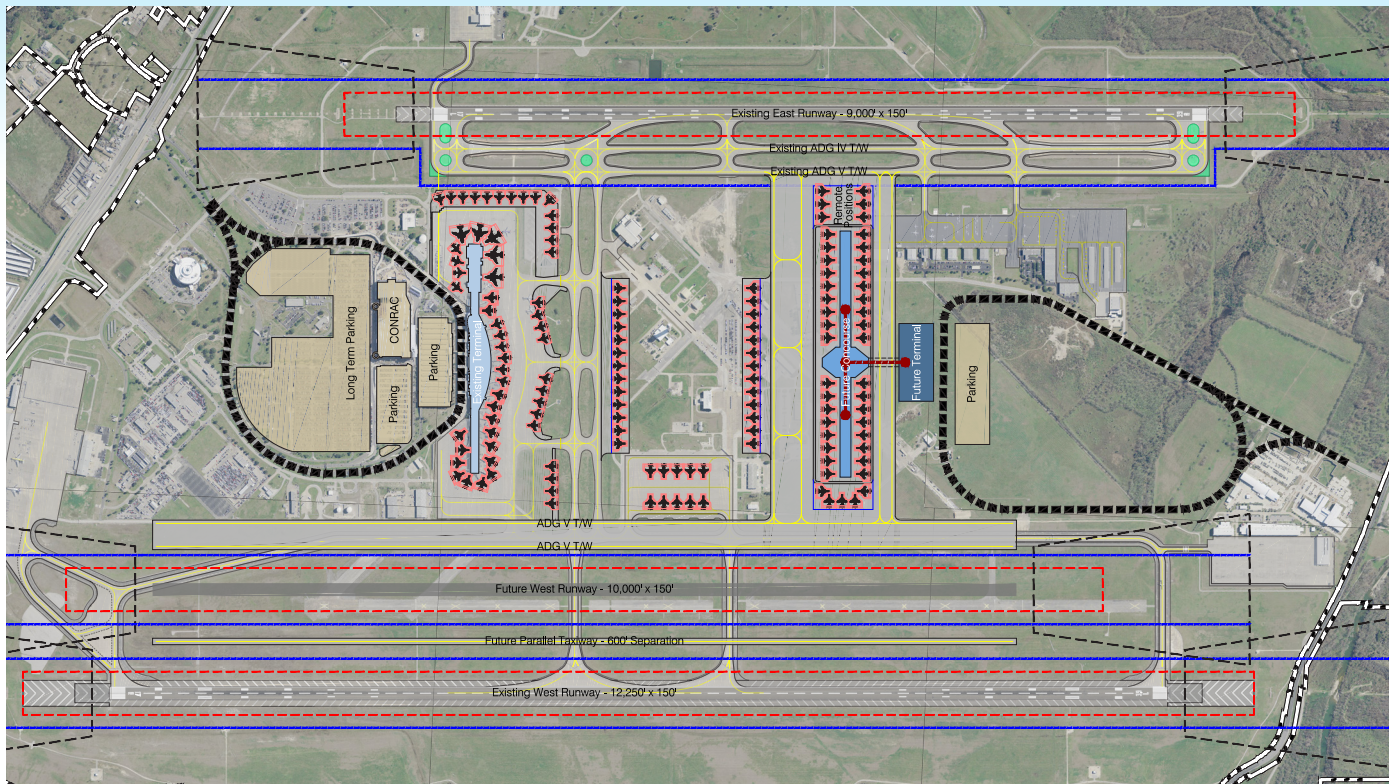 Existing East Runway - 9,000' x 150'
Existing ADG IV T/W
Existing ADG V T/W
Remote
Positions
Long Term Parking
CONRAC
Parking
Parking
Existing Terminal
Future Concourse
Future Terminal
Parking
ADG V T/W
ADG V T/W
Future West Runway - 10,000' x 150'
Future Parallel Taxiway - 600' Separation
Existing West Runway - 12,250' x 150'